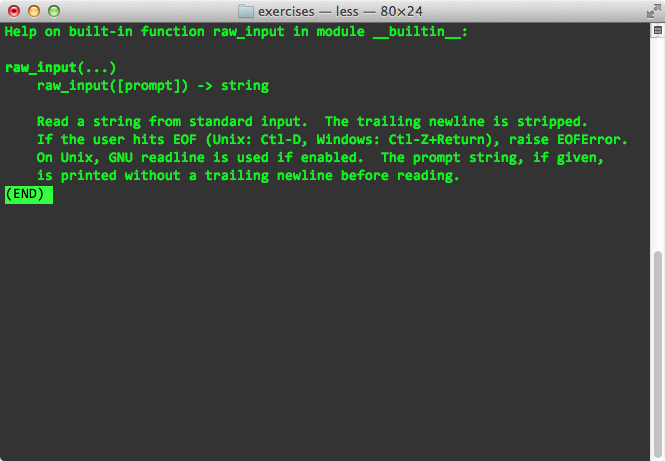 exercises — less — 80×24
Help on built-in function raw_input in module __builtin__:
raw_input(...)
    raw_input([prompt]) -> string
    Read a string from standard input.  The trailing newline is stripped.
    If the user hits EOF (Unix: Ctl-D, Windows: Ctl-Z+Return), raise EOFError.
    On Unix, GNU readline is used if enabled.  The prompt string, if given,
    is printed without a trailing newline before reading.
(END)